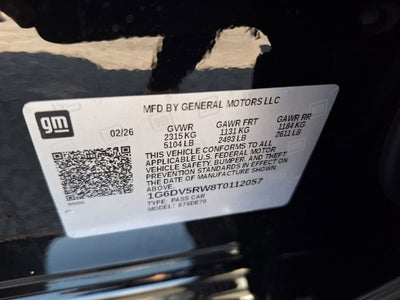 gm
MFD BY GENERAL MOTORS LLC
02/26 GVWR GAWR FRT GAWR RR
2315 KG 1131 KG 1184 KG
5104 LB 2493 LB 2611 LB
THIS VEHICLE CONFORMS TO ALL
APPLICABLE U.S. FEDERAL MOTOR
VEHICLE SAFETY, BUMPER, AND THEFT
PREVENTION STANDARDS IN EFFECT ON
THE DATE OF MANUFACTURE SHOWN
ABOVE
1G6DV5RW8T0112057
TYPE: PASS CAR
MODEL: